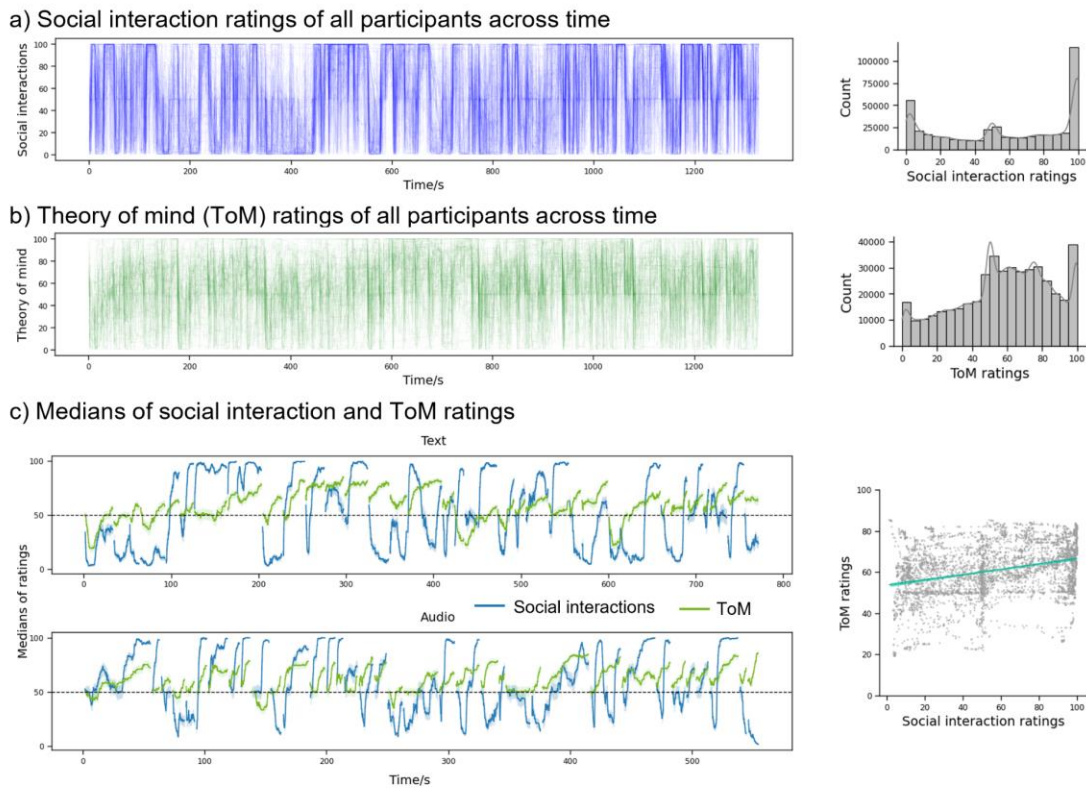 a) Social interaction ratings of all participants across time
Social interactions
100
80
60
40
20
0
0 200 400 600 800 1000 1200
Time/s
Count
100000
75000
50000
25000
0
0 20 40 60 80 100
Social interaction ratings
b) Theory of mind (ToM) ratings of all participants across time
Theory of mind
100
80
60
40
20
0
0 200 400 600 800 1000 1200
Time/s
Count
40000
30000
20000
10000
0
0 20 40 60 80 100
ToM ratings
c) Medians of social interaction and ToM ratings
Text
Medians of ratings
100
50
0
0 100 200 300 400 500 600 700 800
Social interactions ToM
Audio
100
50
0
0 100 200 300 400 500
Time/s
ToM ratings
100
80
60
40
20
0
0 20 40 60 80 100
Social interaction ratings